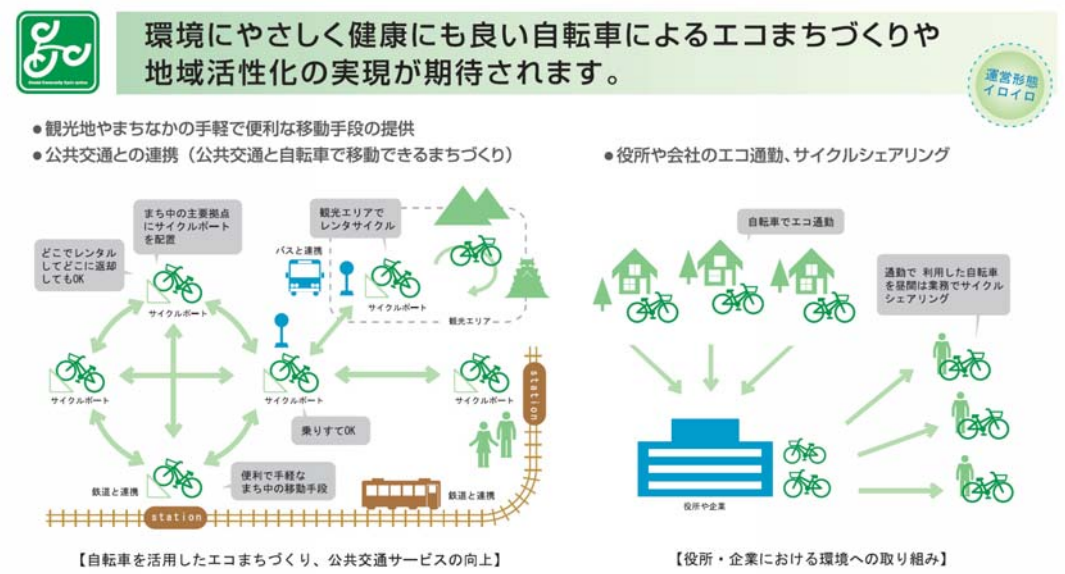 環境にやさしく健康にも良い自転車によるエコまちづくりや
地域活性化の実現が期待されます。
運営形態
イロイロ
●観光地やまちなかの手軽で便利な移動手段の提供
●公共交通との連携（公共交通と自転車で移動できるまちづくり）
●役所や会社のエコ通勤、サイクルシェアリング
まち中の主要拠点
にサイクルポート
を配置
どこでレンタル
してどこに返却
してもOK
観光エリアで
レンタサイクル
バスと連携
サイクルポート
サイクルポート
観光エリア
サイクルポート
サイクルポート
サイクルポート
乗りすてOK
station
便利で手軽な
まち中の移動手段
鉄道と連携
鉄道と連携
station
【自転車を活用したエコまちづくり、公共交通サービスの向上】
自転車でエコ通勤
通勤で 利用した自転車
を昼間は業務でサイクル
シェアリング
役所や企業
【役所・企業における環境への取り組み】